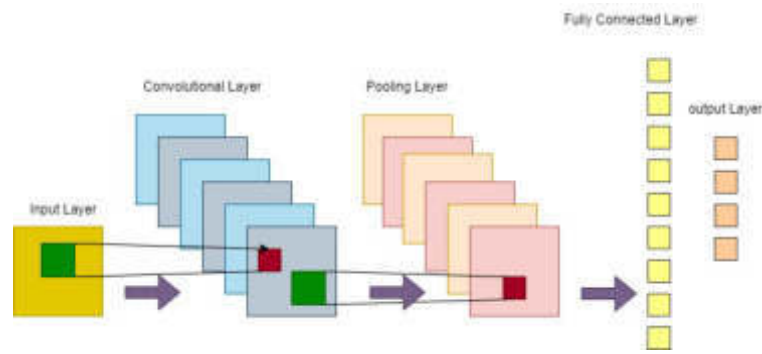 Fully Connected Layer
Convolutional Layer
Pooling Layer
output Layer
Input Layer